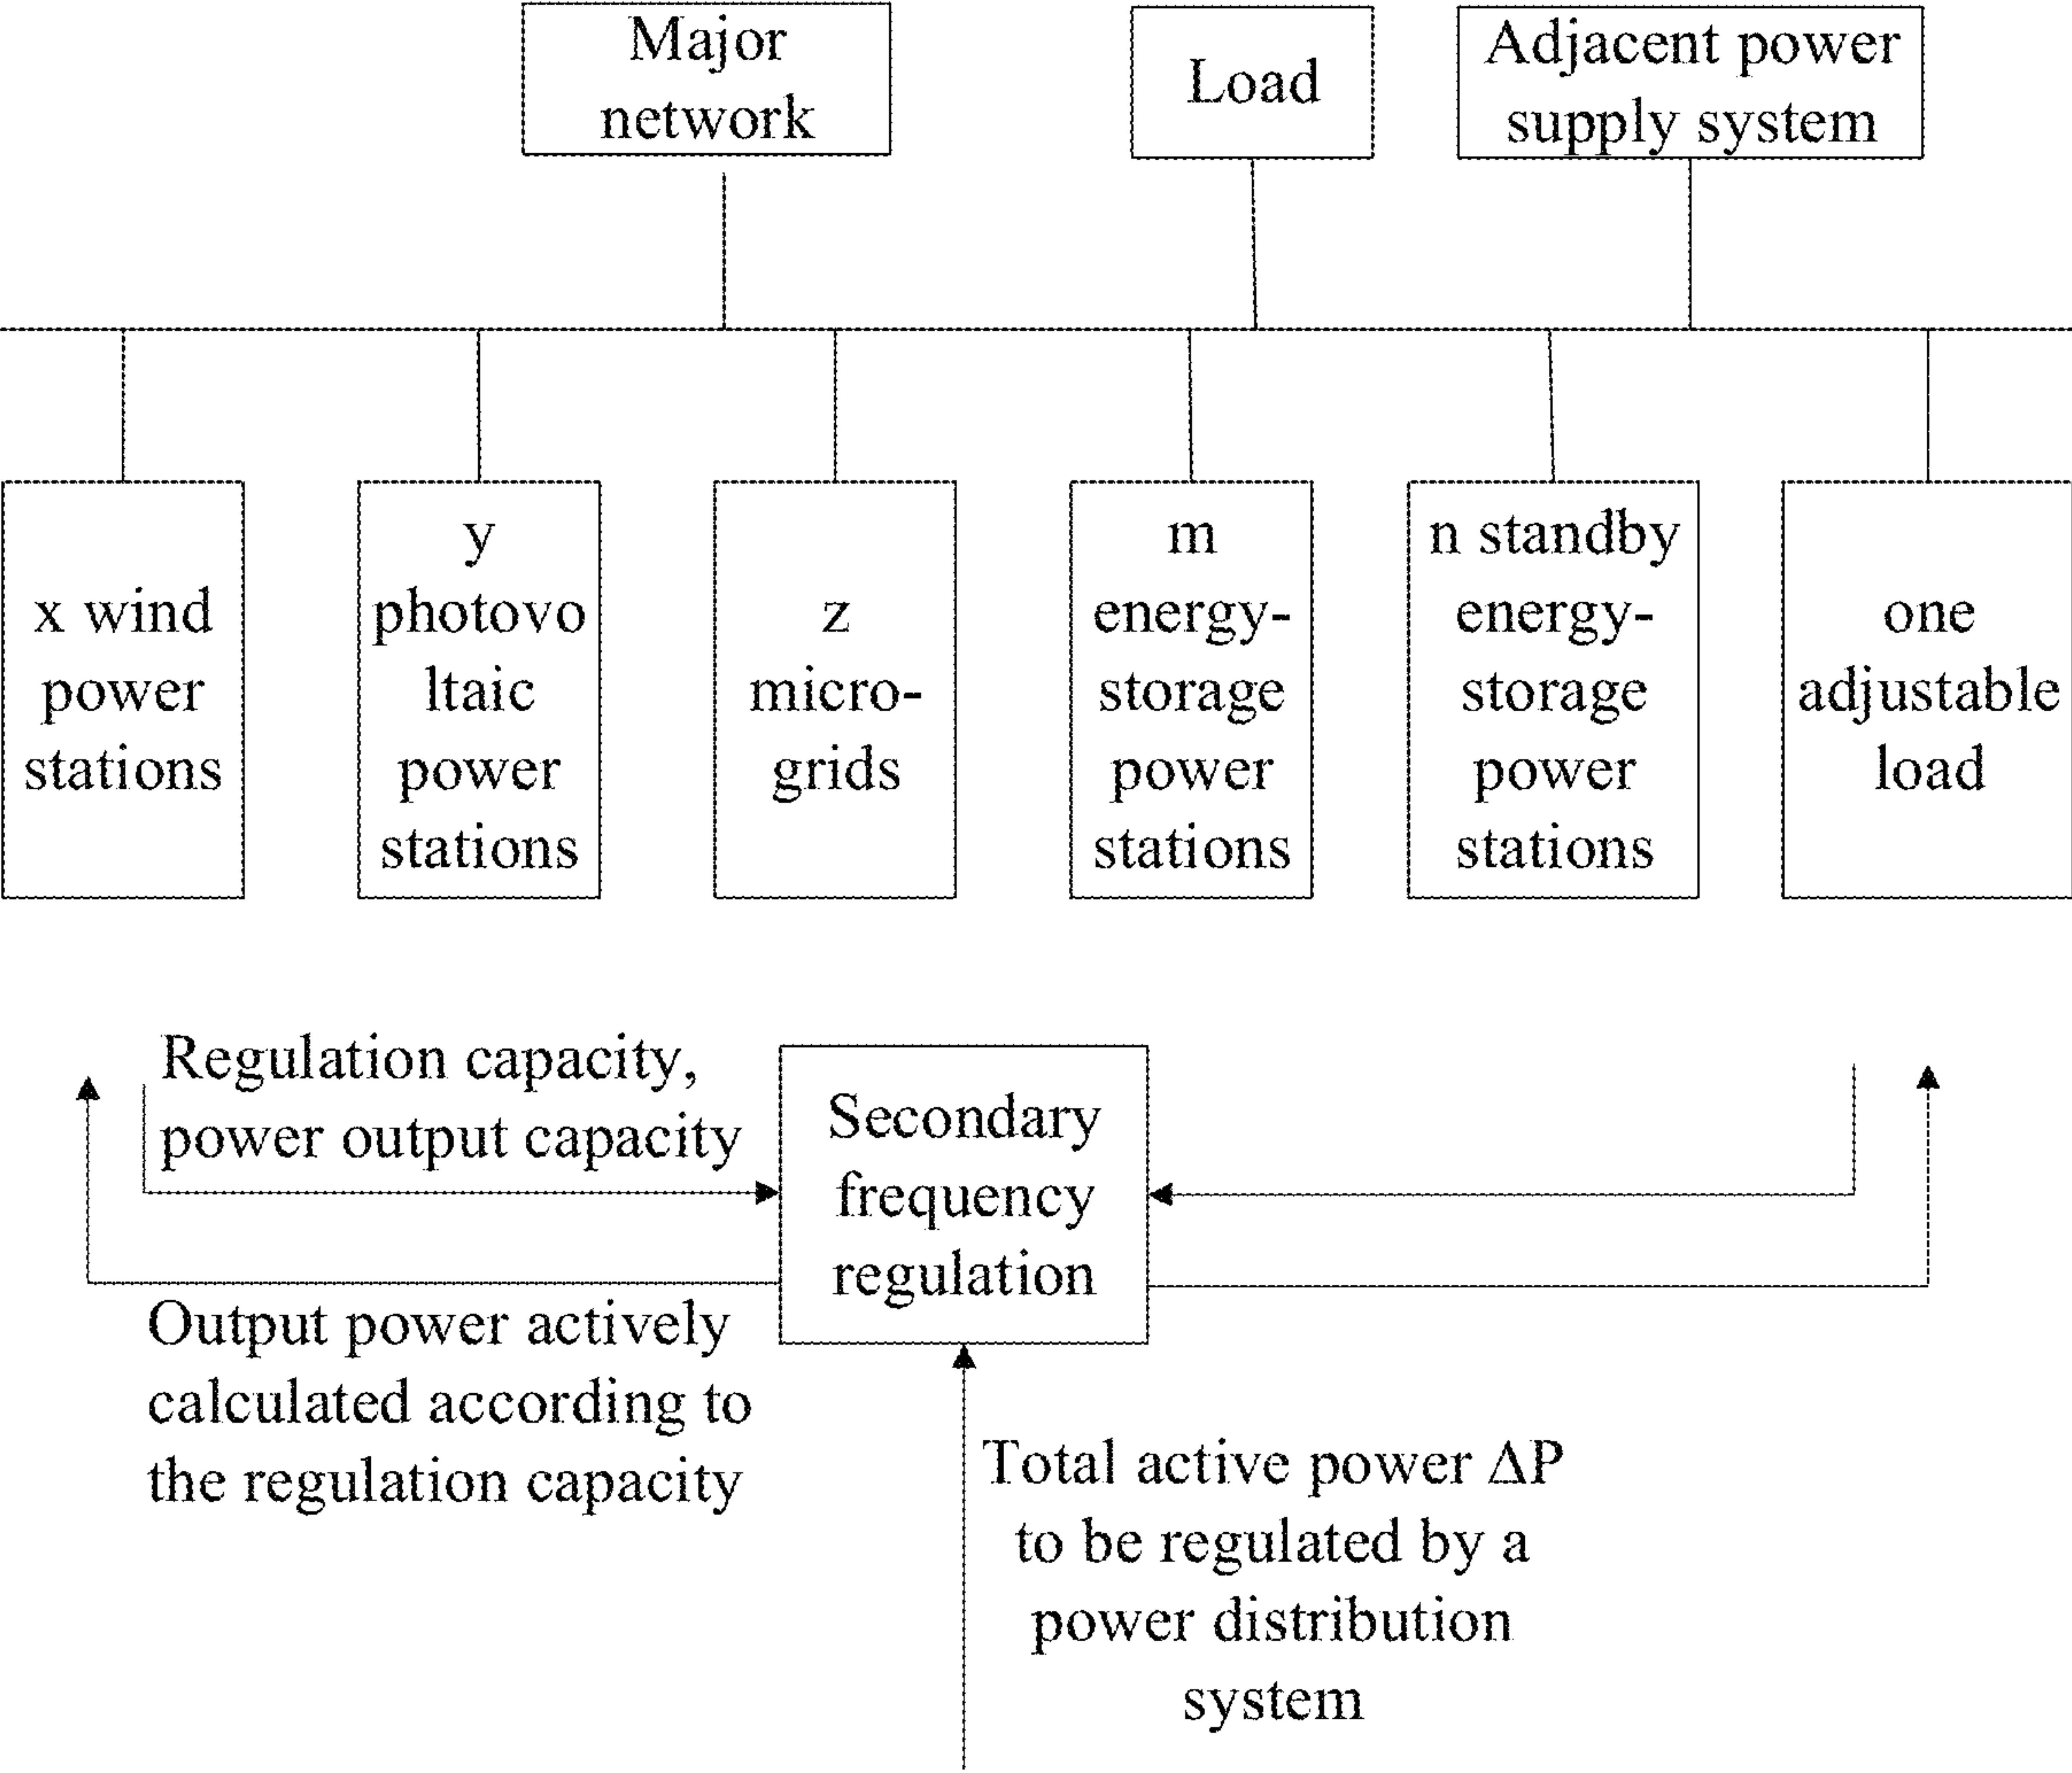 Major
network
Load
Adjacent power
supply system
x wind
power
stations
y
photovo
ltaic
power
stations
z
micro-
grids
m
energy-
storage
power
stations
n standby
energy-
storage
power
stations
one
adjustable
load
Regulation capacity,
power output capacity
Secondary
frequency
regulation
Output power actively
calculated according to
the regulation capacity
Total active power ΔP
to be regulated by a
power distribution
system